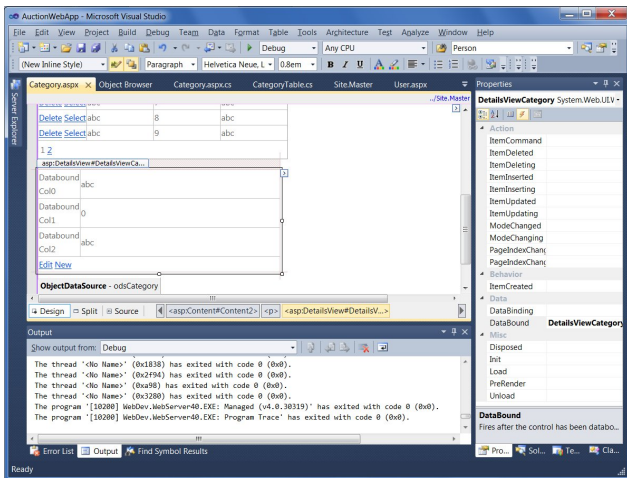 AuctionWebApp - Microsoft Visual Studio
File Edit View Project Build Debug Team Data Format Table Tools Architecture Test Analyze Window Help
Debug Any CPU Person
(New Inline Style) Paragraph Helvetica Neue, L 0.8em B I U A
Category.aspx Object Browser Category.aspx.cs CategoryTable.cs Site.Master User.aspx
../Site.Master
Server Explorer
Delete Select abc 7 abc
Delete Select abc 8 abc
Delete Select abc 9 abc
1 2
asp:DetailsView#DetailsViewCa...
Databound Col0 abc
Databound Col1 0
Databound Col2 abc
Edit New
ObjectDataSource - odsCategory
Design Split Source <asp:Content#Content2> <p> <asp:DetailsView#DetailsV...>
Output
Show output from: Debug
The thread '<No Name>' (0x1838) has exited with code 0 (0x0).
The thread '<No Name>' (0x2f94) has exited with code 0 (0x0).
The thread '<No Name>' (0xa98) has exited with code 0 (0x0).
The thread '<No Name>' (0x3280) has exited with code 0 (0x0).
The program '[10200] WebDev.WebServer40.EXE: Managed (v4.0.30319)' has exited with code 0 (0x0).
The program '[10200] WebDev.WebServer40.EXE: Program Trace' has exited with code 0 (0x0).
Error List Output Find Symbol Results
Ready
Properties
DetailsViewCategory System.Web.UI.V
Action
ItemCommand
ItemDeleted
ItemDeleting
ItemInserted
ItemInserting
ItemUpdated
ItemUpdating
ModeChanged
ModeChanging
PageIndexChang
PageIndexChang
Behavior
ItemCreated
Data
DataBinding
DataBound DetailsViewCategory
Misc
Disposed
Init
Load
PreRender
Unload
DataBound
Fires after the control has been databo...
Pro... Sol... Te... Cla...